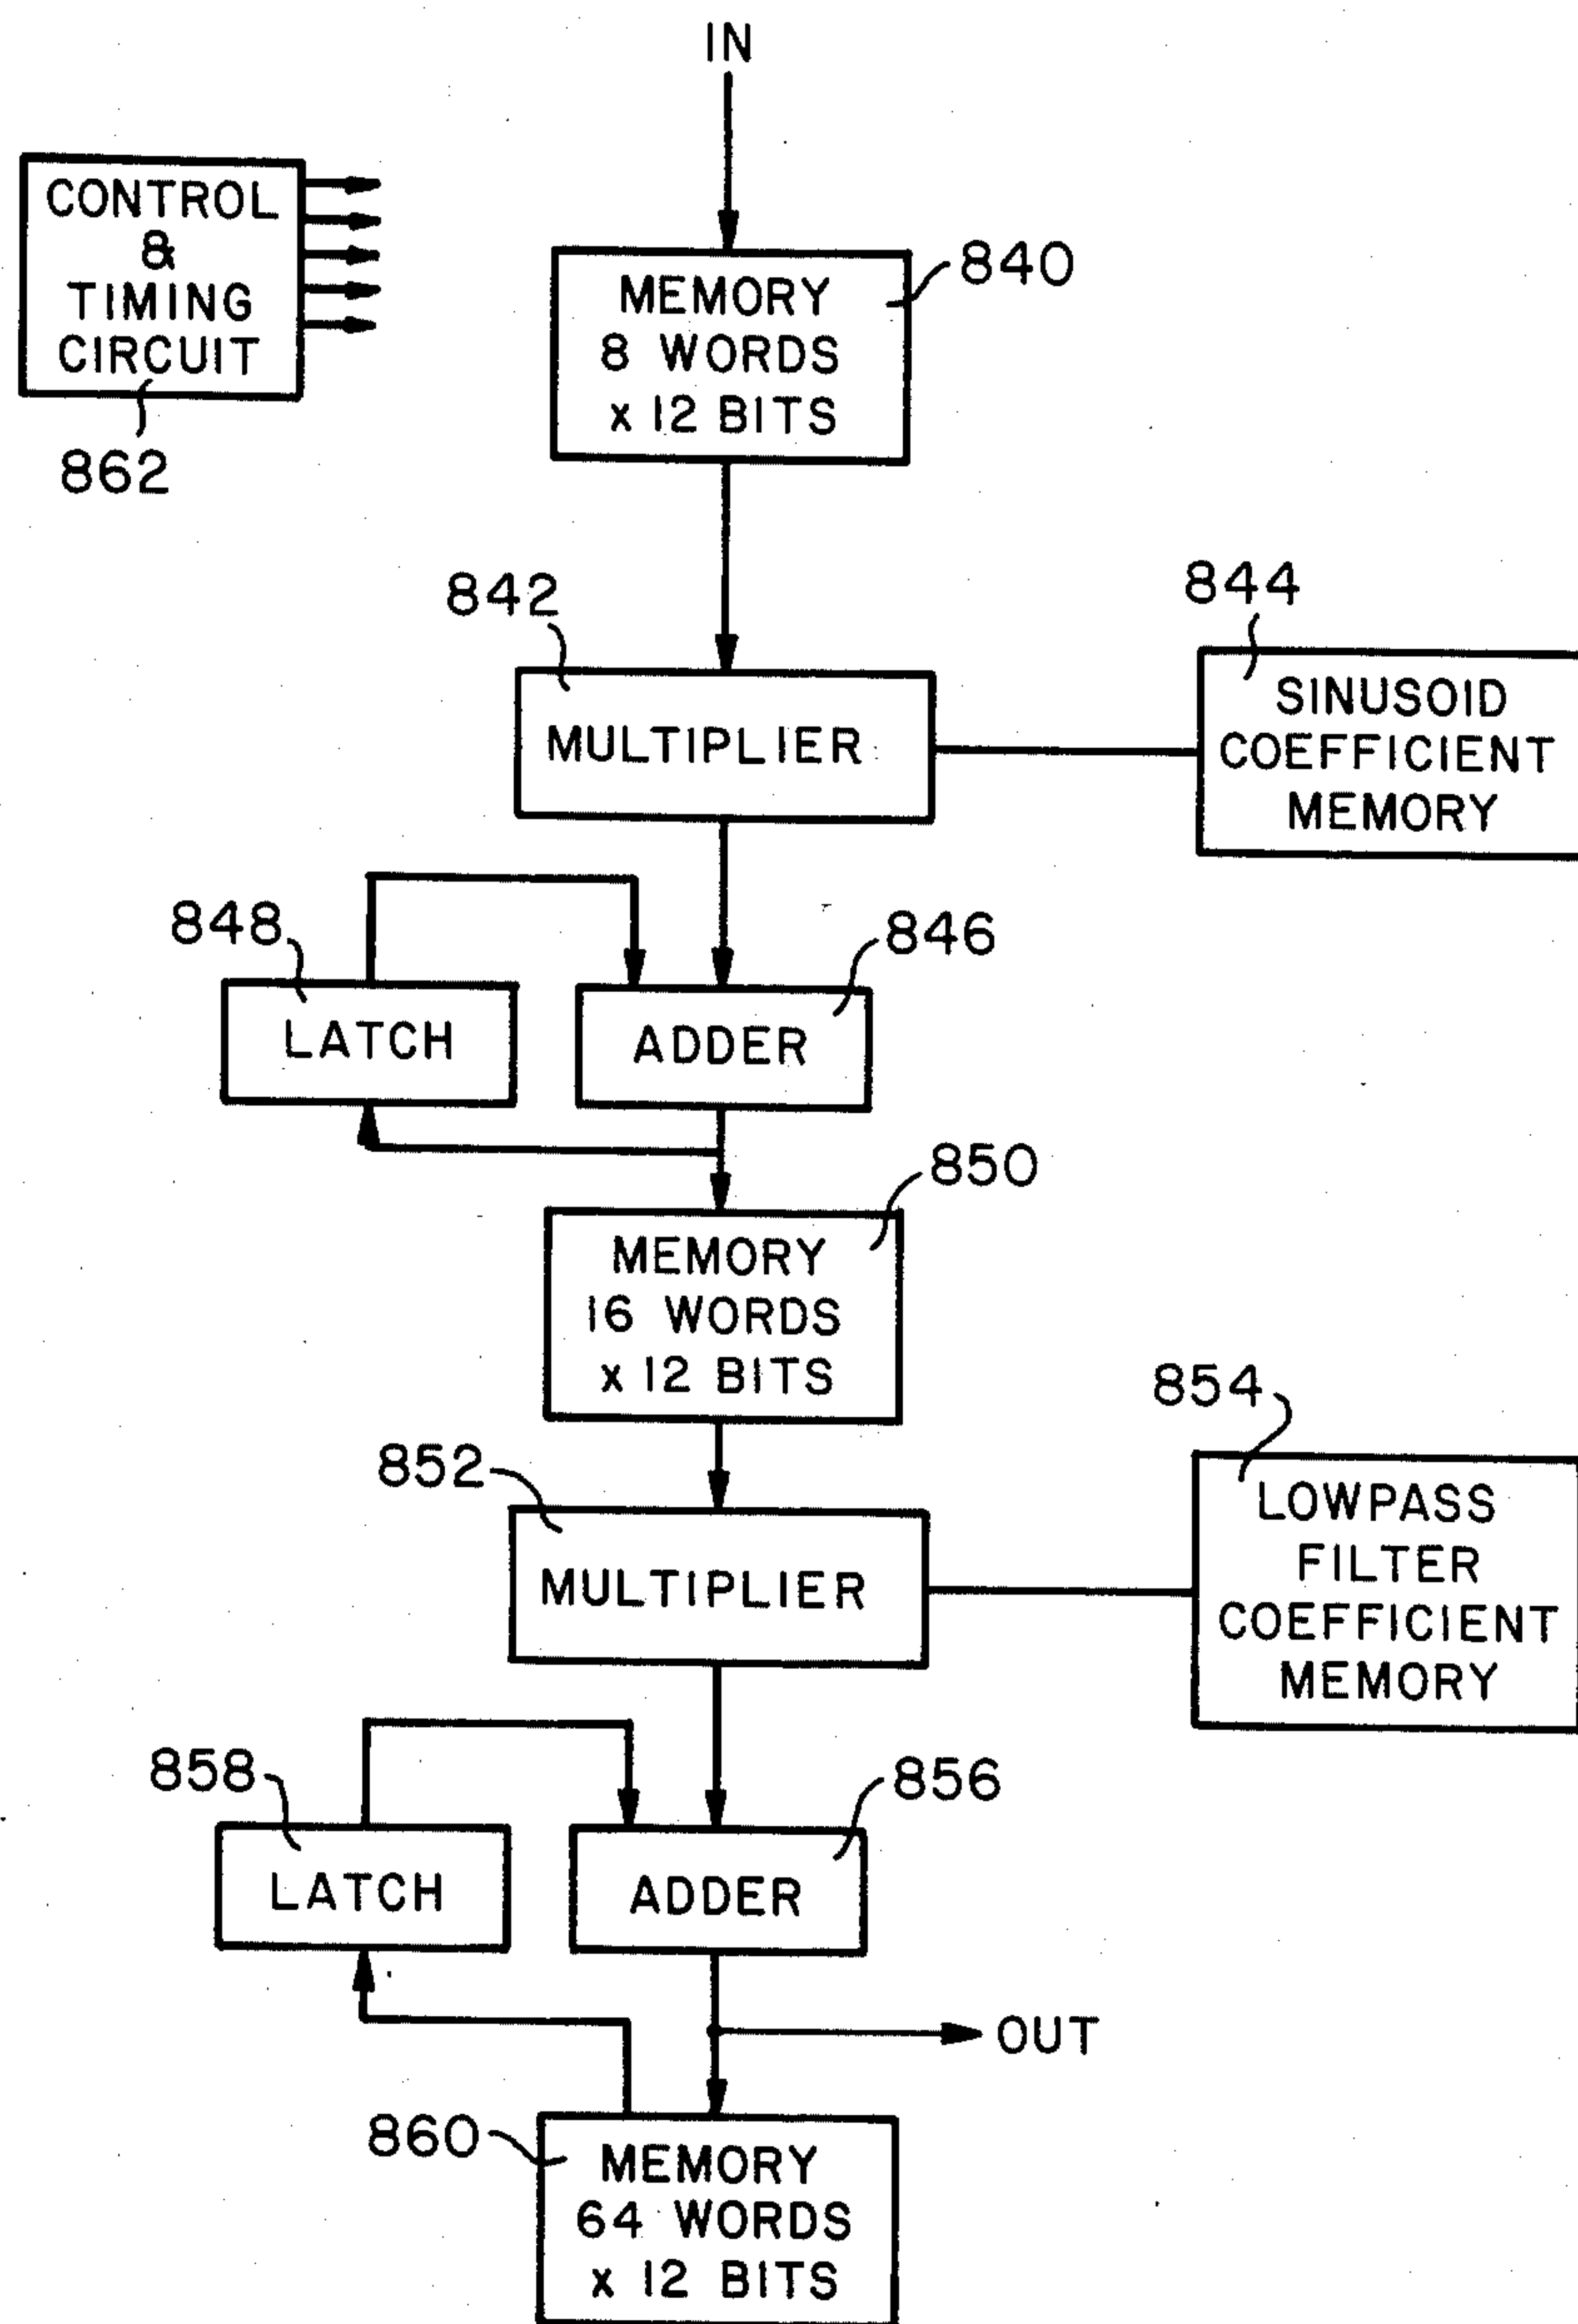 IN
CONTROL
&
TIMING
CIRCUIT
862
MEMORY
8 WORDS
x 12 BITS
840
842
MULTIPLIER
844
SINUSOID
COEFFICIENT
MEMORY
848
LATCH
846
ADDER
850
MEMORY
16 WORDS
x 12 BITS
852
MULTIPLIER
854
LOWPASS
FILTER
COEFFICIENT
MEMORY
858
LATCH
856
ADDER
OUT
860
MEMORY
64 WORDS
x 12 BITS